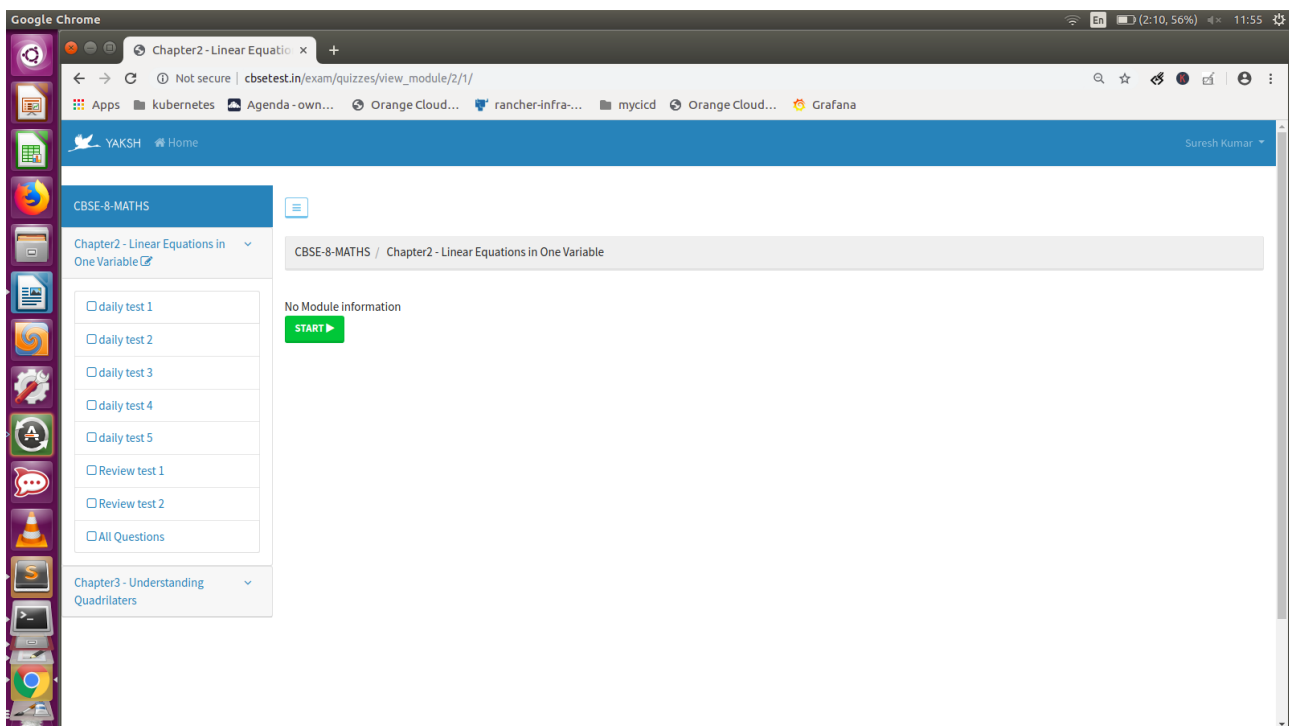 Google Chrome
En (2:10, 56%) 11:55
Chapter2 - Linear Equatio × +
Not secure | cbsetest.in/exam/quizzes/view_module/2/1/
Apps kubernetes Agenda - own... Orange Cloud... rancher-infra-... mycicd Orange Cloud... Grafana
YAKSH Home Suresh Kumar
CBSE-8-MATHS
Chapter2 - Linear Equations in
One Variable
daily test 1
daily test 2
daily test 3
daily test 4
daily test 5
Review test 1
Review test 2
All Questions
Chapter3 - Understanding
Quadrilaters
CBSE-8-MATHS / Chapter2 - Linear Equations in One Variable
No Module information
START